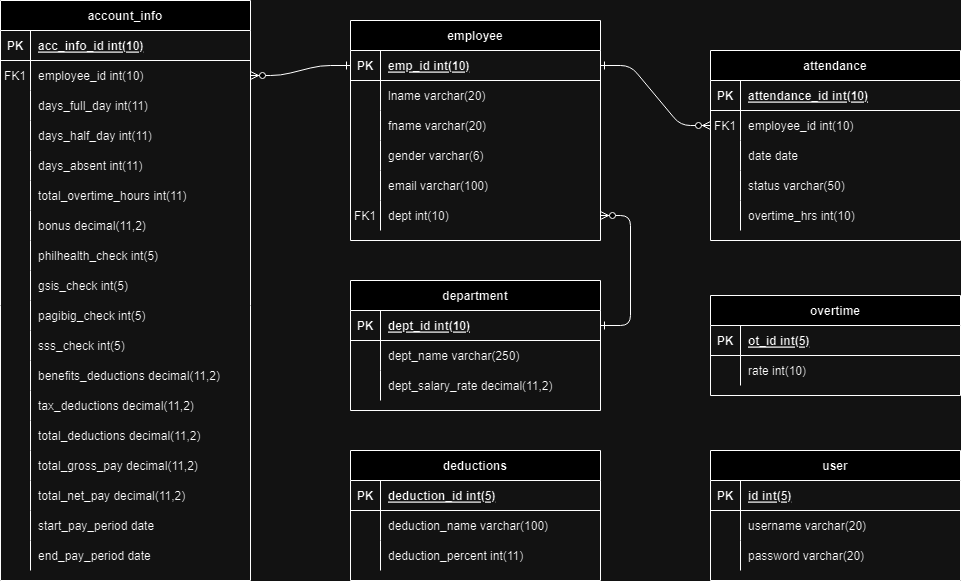 account_info
PK acc_info_id int(10)
FK1 employee_id int(10)
days_full_day int(11)
days_half_day int(11)
days_absent int(11)
total_overtime_hours int(11)
bonus decimal(11,2)
philhealth_check int(5)
gsis_check int(5)
pagibig_check int(5)
sss_check int(5)
benefits_deductions decimal(11,2)
tax_deductions decimal(11,2)
total_deductions decimal(11,2)
total_gross_pay decimal(11,2)
total_net_pay decimal(11,2)
start_pay_period date
end_pay_period date
employee
PK emp_id int(10)
lname varchar(20)
fname varchar(20)
gender varchar(6)
email varchar(100)
FK1 dept int(10)
department
PK dept_id int(10)
dept_name varchar(250)
dept_salary_rate decimal(11,2)
deductions
PK deduction_id int(5)
deduction_name varchar(100)
deduction_percent int(11)
attendance
PK attendance_id int(10)
FK1 employee_id int(10)
date date
status varchar(50)
overtime_hrs int(10)
overtime
PK ot_id int(5)
rate int(10)
user
PK id int(5)
username varchar(20)
password varchar(20)